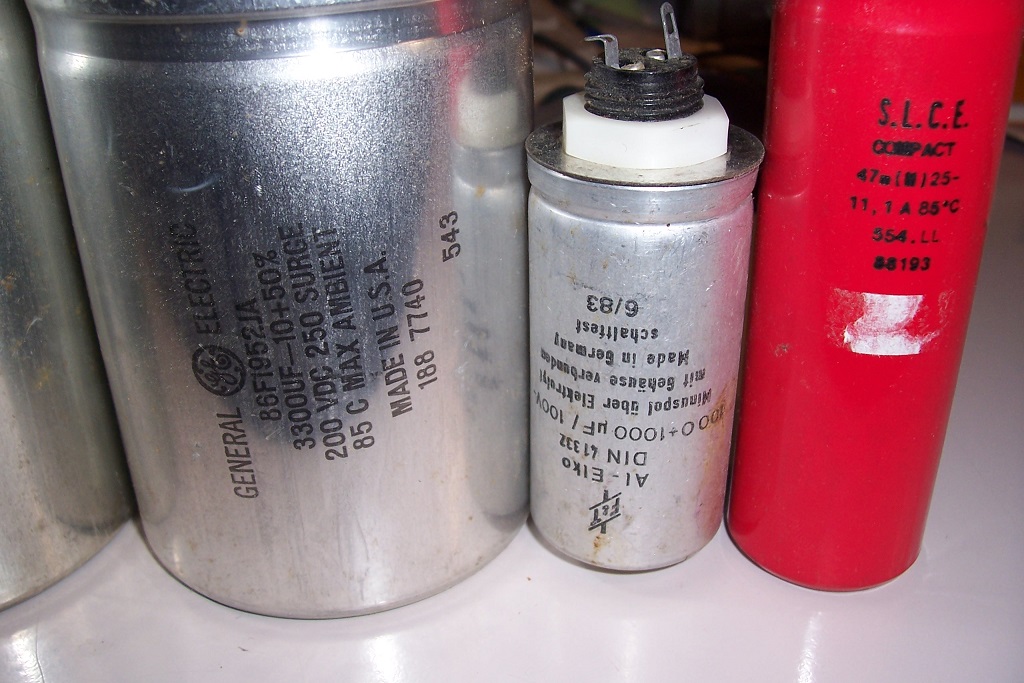 GENERAL GE ELECTRIC
86F1952JA
3300UF-10+50%
200 VDC 250 SURGE
85 C MAX AMBIENT
MADE IN U.S.A.
188 7740
543
F&T
Al-Elko
DIN 41332
1000 µF / 100V-
Minuspol über Elektrolyt
mit Gehäuse verbunden
Made in Germany
schaltfest
6/83
S.L.C.E.
COMPACT
11,1 A 85°C
554.LL
88193